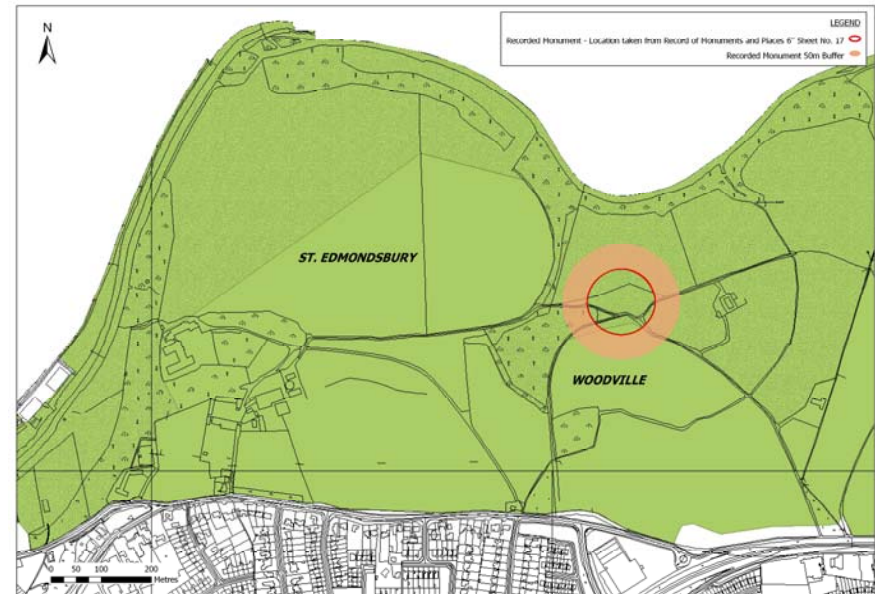 N
LEGEND
Recorded Monument - Location taken from Record of Monuments and Places 6" Sheet No. 17
Recorded Monument 50m Buffer
ST. EDMONDSBURY
WOODVILLE
0 50 100 200
Metres